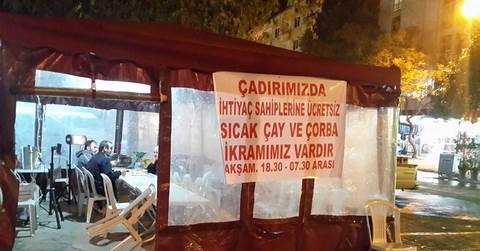 ÇADIRIMIZDA
İHTİYAÇ SAHİPLERİNE ÜCRETSİZ
SICAK ÇAY VE ÇORBA
İKRAMIMIZ VARDIR
AKŞAM. 18.30 - 07.30 ARASI